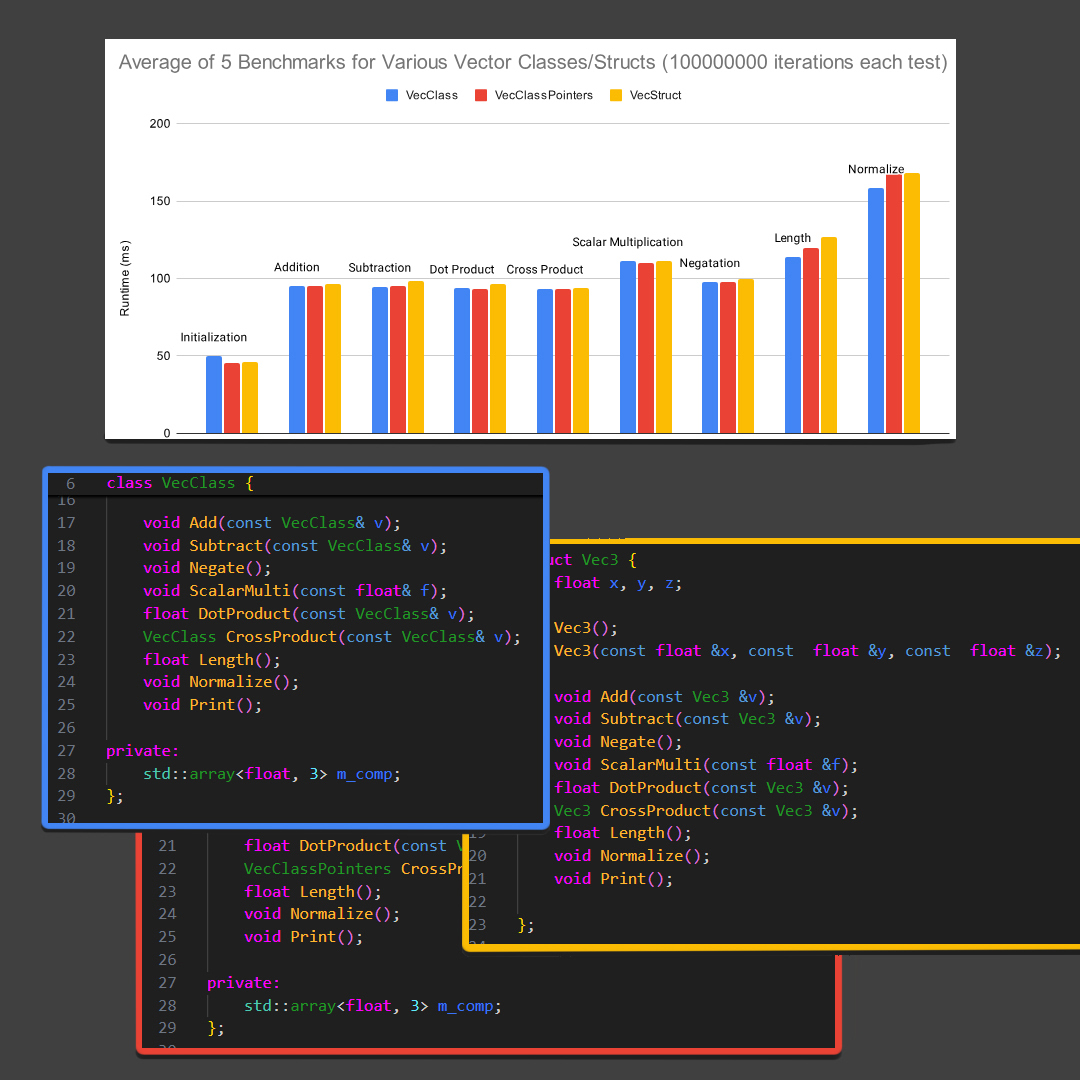 Average of 5 Benchmarks for Various Vector Classes/Structs (100000000 iterations each test)
VecClass VecClassPointers VecStruct
200
150
100
50
0
Runtime (ms)
Initialization
Addition
Subtraction
Dot Product
Cross Product
Scalar Multiplication
Negatation
Length
Normalize
6 class VecClass {
16
17 void Add(const VecClass& v);
18 void Subtract(const VecClass& v);
19 void Negate();
20 void ScalarMulti(const float& f);
21 float DotProduct(const VecClass& v);
22 VecClass CrossProduct(const VecClass& v);
23 float Length();
24 void Normalize();
25 void Print();
26
27 private:
28 std::array<float, 3> m_comp;
29 };
30
uct Vec3 {
float x, y, z;
Vec3();
Vec3(const float &x, const  float &y, const  float &z);
void Add(const Vec3 &v);
void Subtract(const Vec3 &v);
void Negate();
void ScalarMulti(const float &f);
float DotProduct(const Vec3 &v);
Vec3 CrossProduct(const Vec3 &v);
19 float Length();
20 void Normalize();
21 void Print();
22
23 };
24
21 float DotProduct(const V
22 VecClassPointers CrossPr
23 float Length();
24 void Normalize();
25 void Print();
26
27 private:
28 std::array<float, 3> m_comp;
29 };
30